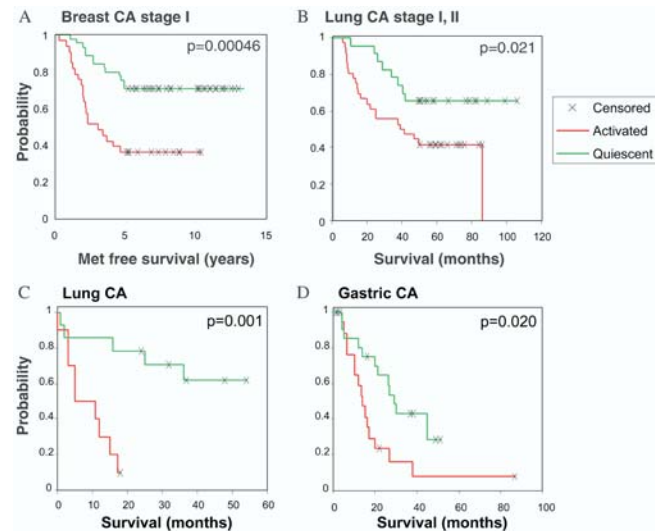 A Breast CA stage I
p=0.00046
Probability
1
0.8
0.6
0.4
0.2
0
0 5 10 15
Met free survival (years)
B Lung CA stage I, II
p=0.021
1
0.8
0.6
0.4
0.2
0
0 20 40 60 80 100 120
Survival (months)
Censored
Activated
Quiescent
C Lung CA
p=0.001
Probability
1
0.8
0.6
0.4
0.2
0
0 20 40 60
Survival (months)
D Gastric CA
p=0.020
1
0.8
0.6
0.4
0.2
0
0 20 40 60 80 100
Survival (months)